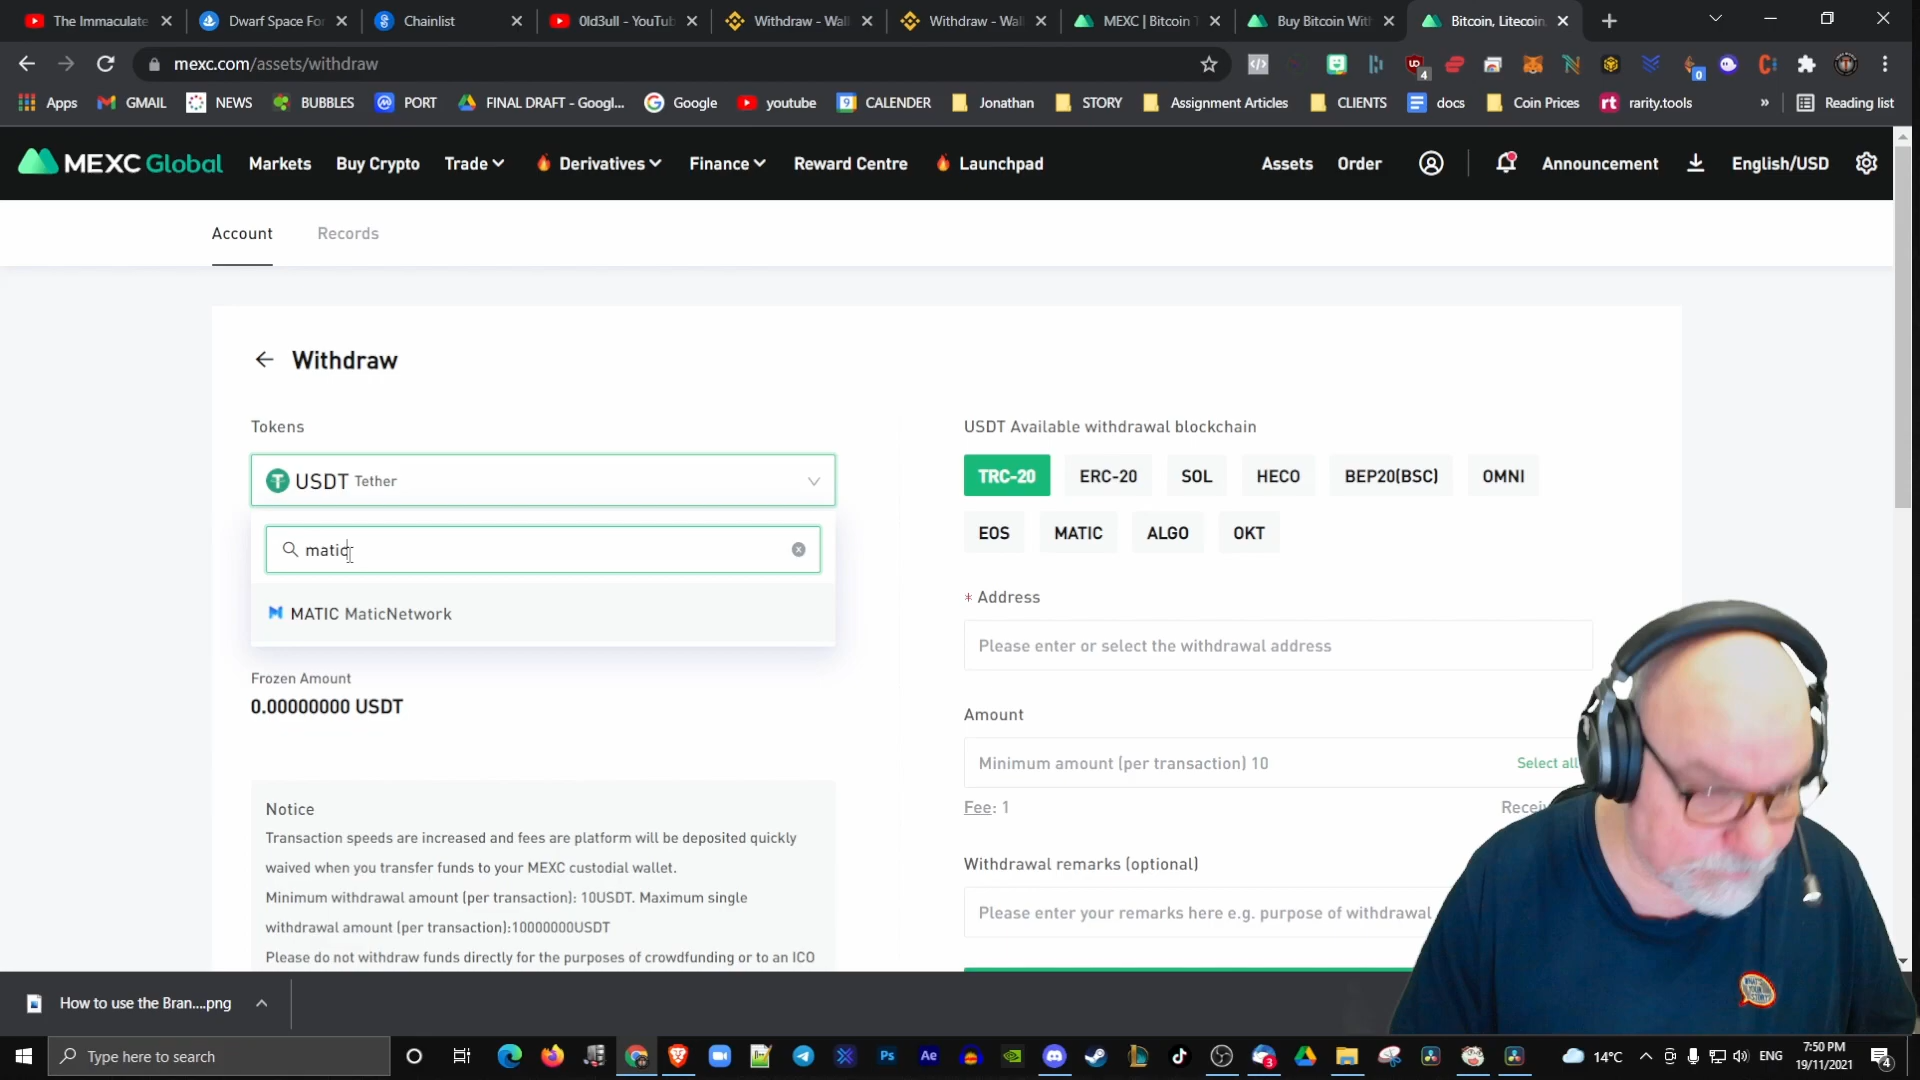 The Immaculate
Dwarf Space For
Chainlist
0ld3ull - YouTub
Withdraw - Wall
Withdraw - Wal
MEXC | Bitcoin T
Buy Bitcoin With
Bitcoin, Litecoin
mexc.com/assets/withdraw
Apps
GMAIL
NEWS
BUBBLES
PORT
FINAL DRAFT - Googl...
Google
youtube
CALENDER
Jonathan
STORY
Assignment Articles
CLIENTS
docs
Coin Prices
rarity.tools
»
Reading list
MEXC Global
Markets
Buy Crypto
Trade
Derivatives
Finance
Reward Centre
Launchpad
Assets
Order
Announcement
English/USD
Account
Records
Withdraw
Tokens
USDT Tether
matic
MATIC MaticNetwork
Frozen Amount
0.00000000 USDT
Notice
Transaction speeds are increased and fees are platform will be deposited quickly
waived when you transfer funds to your MEXC custodial wallet.
Minimum withdrawal amount (per transaction): 10USDT. Maximum single
withdrawal amount (per transaction):10000000USDT
Please do not withdraw funds directly for the purposes of crowdfunding or to an ICO
USDT Available withdrawal blockchain
TRC-20
ERC-20
SOL
HECO
BEP20(BSC)
OMNI
EOS
MATIC
ALGO
OKT
* Address
Please enter or select the withdrawal address
Amount
Minimum amount (per transaction) 10
Select all
Fee: 1
Recei
Withdrawal remarks (optional)
Please enter your remarks here e.g. purpose of withdrawal
How to use the Bran....png
Type here to search
14°C
ENG
7:50 PM
19/11/2021